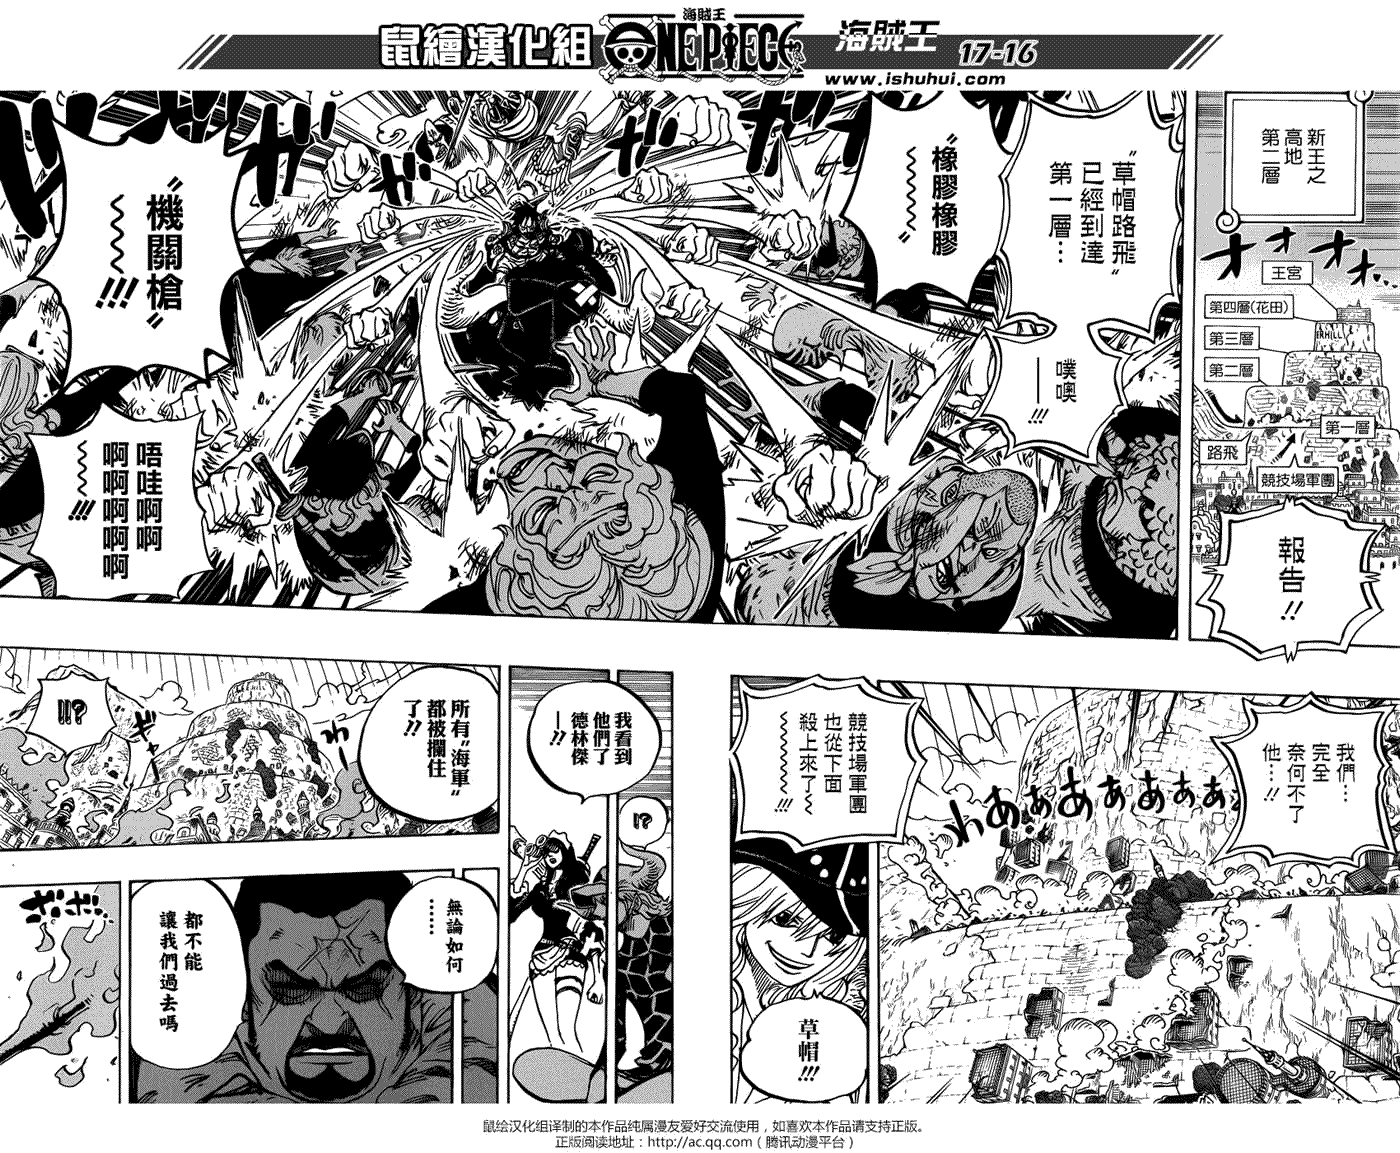 鼠繪漢化組
海賊王
ONE PIECE
海賊王
17-16
www.ishuhui.com
新王之
高地
第二層
オオオオ...
王宮
第四層(花田)
第三層
第二層
第一層
路飛
競技場軍團
報告!!
“草帽路飛”
已經到達
第一層…
——噗噢!!!
“橡膠橡膠
機關槍”
!!!
唔哇啊啊
啊啊啊啊啊
!!!
我們…
完全
奈何不了
他…!!
わあああああああ
競技場軍團
也從下面
殺上來了~
!!!
草帽!!!
!?
我看到
他們了
德林傑
—!!
所有“海軍”
都被攔住
了!!
!!?
無論如何
……
都不能
讓我們過去嗎
ボボボ...
鼠绘汉化组译制的本作品纯属漫友爱好交流使用，如喜欢本作品请支持正版。
正版阅读地址：http://ac.qq.com（腾讯动漫平台）